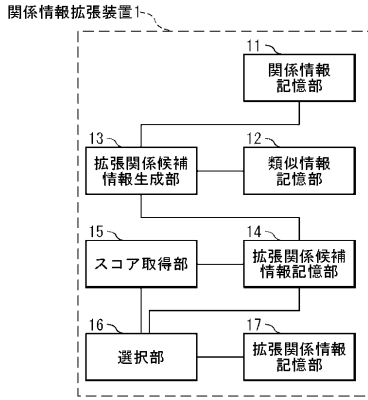 関係情報拡張装置1
11
関係情報
記憶部
13
拡張関係候補
情報生成部
12
類似情報
記憶部
15
スコア取得部
14
拡張関係候補
情報記憶部
16
選択部
17
拡張関係情報
記憶部